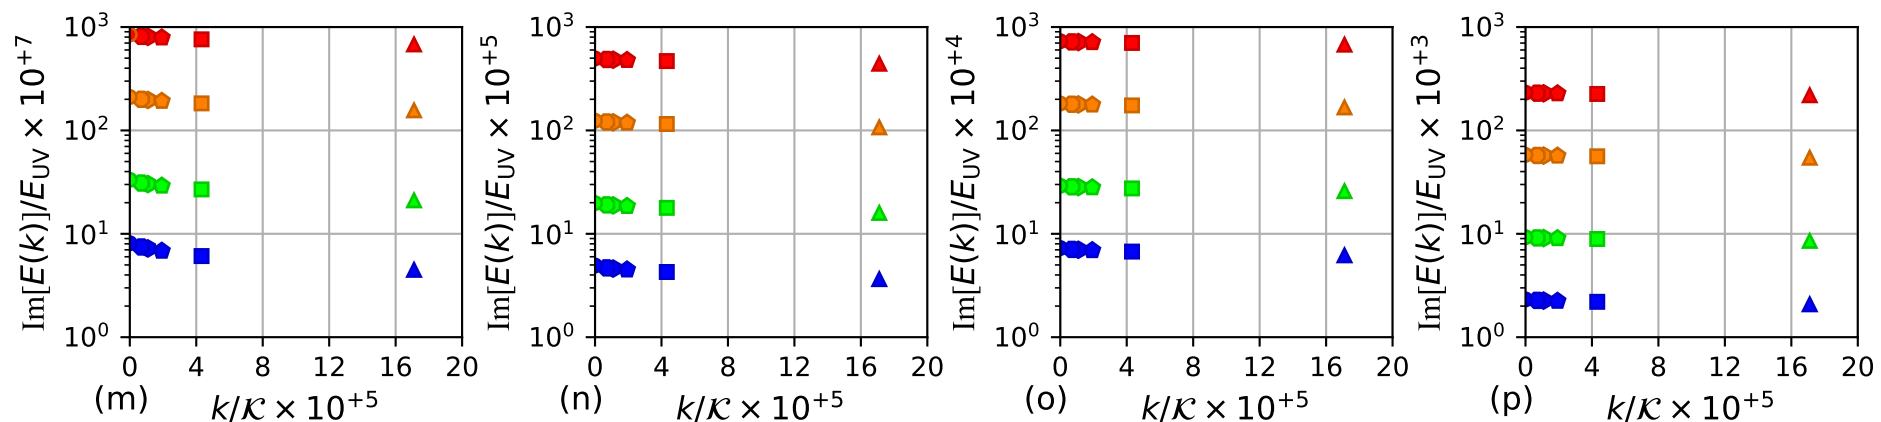 Im[E(k)]/E_UV × 10^+7
10^3
10^2
10^1
10^0
0 4 8 12 16 20
(m)
k/𝒦 × 10^+5
Im[E(k)]/E_UV × 10^+5
10^3
10^2
10^1
10^0
0 4 8 12 16 20
(n)
k/𝒦 × 10^+5
Im[E(k)]/E_UV × 10^+4
10^3
10^2
10^1
10^0
0 4 8 12 16 20
(o)
k/𝒦 × 10^+5
Im[E(k)]/E_UV × 10^+3
10^3
10^2
10^1
10^0
0 4 8 12 16 20
(p)
k/𝒦 × 10^+5